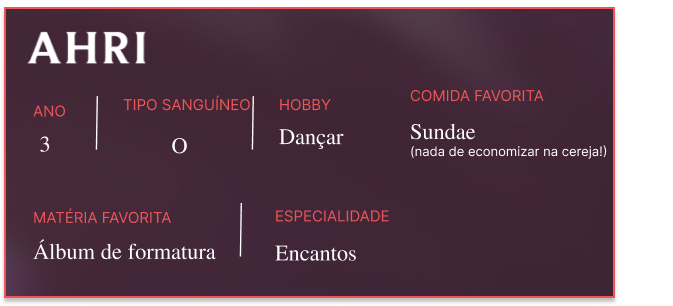 AHRI
ANO
3
TIPO SANGUÍNEO
O
HOBBY
Dançar
COMIDA FAVORITA
Sundae
(nada de economizar na cereja!)
MATÉRIA FAVORITA
Álbum de formatura
ESPECIALIDADE
Encantos